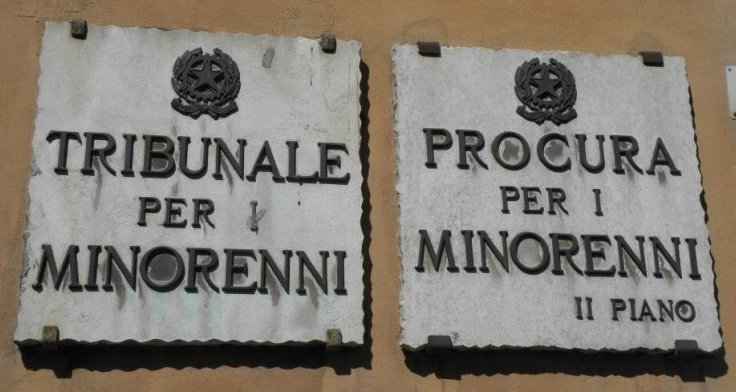 TRIBUNALE
PER I
MINORENNI
PROCURA
PER I
MINORENNI
II PIANO